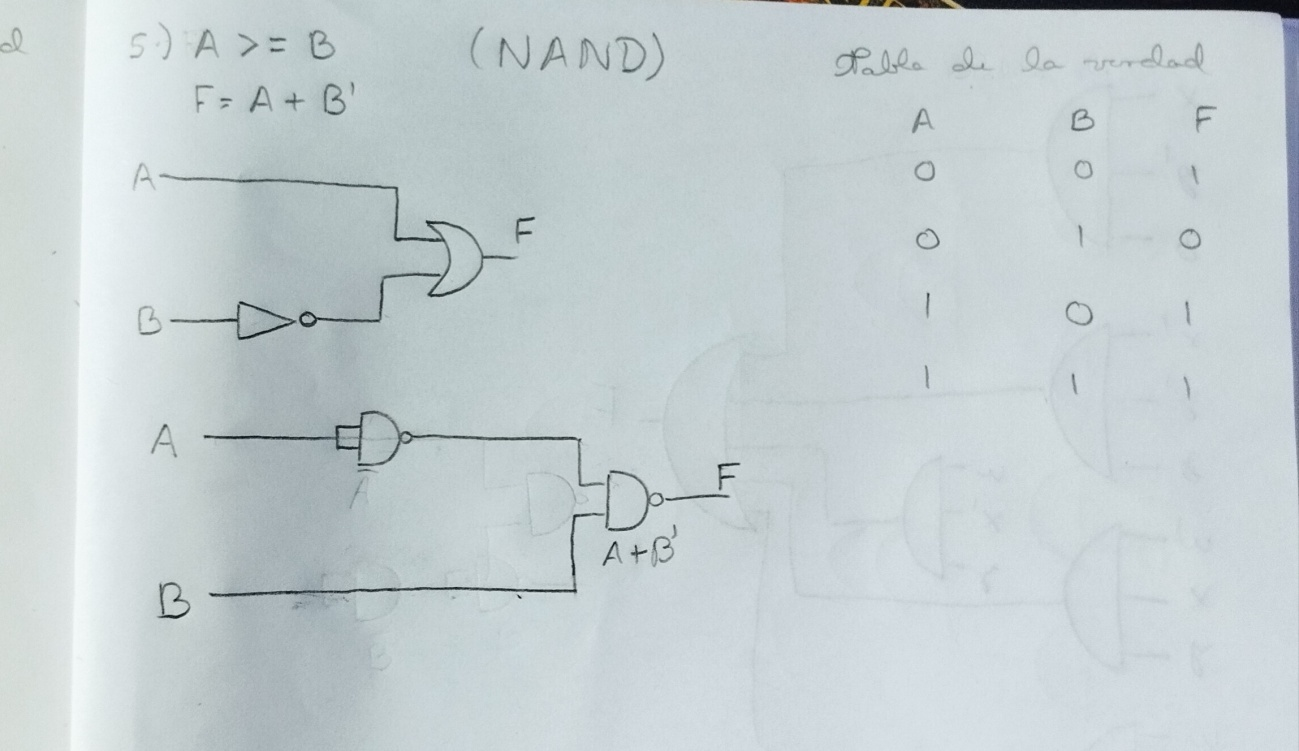 d
5.) A >= B (NAND)
F = A + B'
Tabla de la verdad
A B F
0 0 1
0 1 0
1 0 1
1 1 1
A
F
B
A
F
A+B'
B